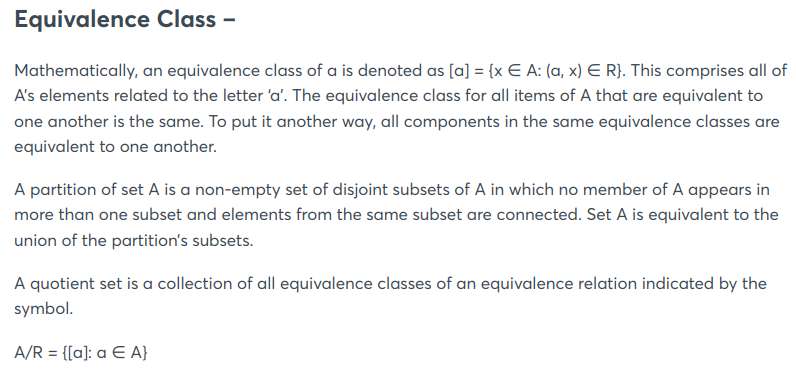 Equivalence Class –
Mathematically, an equivalence class of a is denoted as [a] = {x ∈ A: (a, x) ∈ R}. This comprises all of
A's elements related to the letter 'a'. The equivalence class for all items of A that are equivalent to
one another is the same. To put it another way, all components in the same equivalence classes are
equivalent to one another.
A partition of set A is a non-empty set of disjoint subsets of A in which no member of A appears in
more than one subset and elements from the same subset are connected. Set A is equivalent to the
union of the partition's subsets.
A quotient set is a collection of all equivalence classes of an equivalence relation indicated by the
symbol.
A/R = {[a]: a ∈ A}